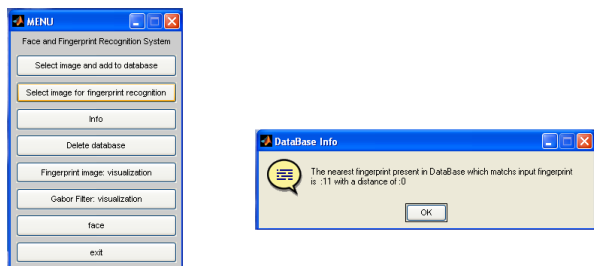 MENU
Face and Fingerprint Recognition System
Select image and add to database
Select image for fingerprint recognition
Info
Delete database
Fingerprint image: visualization
Gabor Filter: visualization
face
exit
DataBase Info
The nearest fingerprint present in DataBase which matchs input fingerprint
is :11 with a distance of :0
OK